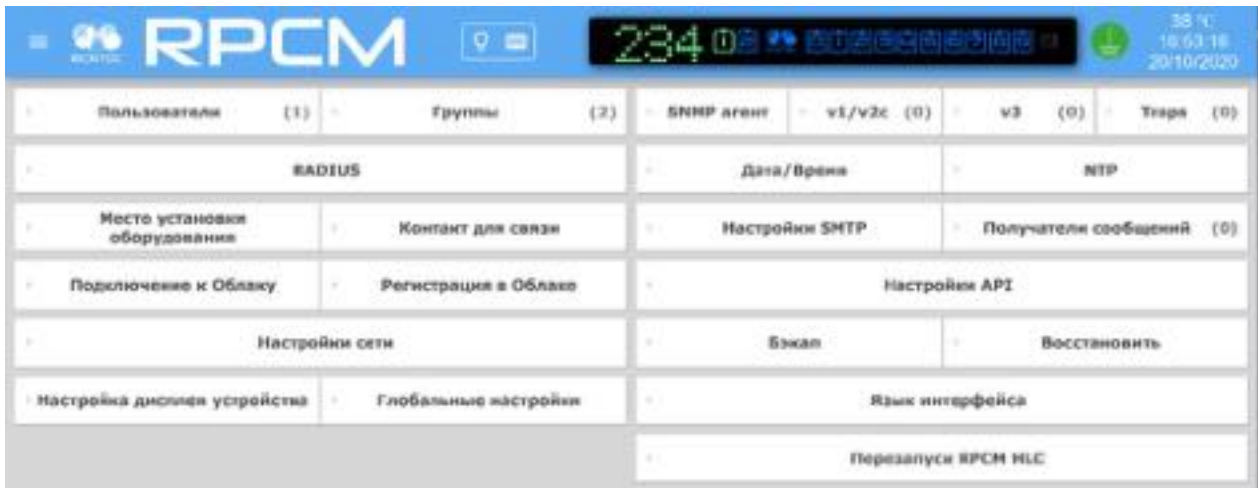 RPCM
234
38 °C
16:53:16
20/10/2020
Пользователи (1)
Группы (2)
SNMP агент
v1/v2c (0)
v3 (0)
Traps (0)
RADIUS
Дата/Время
NTP
Место установки
оборудования
Контакт для связи
Настройки SMTP
Получатели сообщений (0)
Подключение к Облаку
Регистрация в Облаке
Настройки API
Настройки сети
Бэкап
Восстановить
Настройка дисплея устройства
Глобальные настройки
Язык интерфейса
Перезапуск RPCM MLC